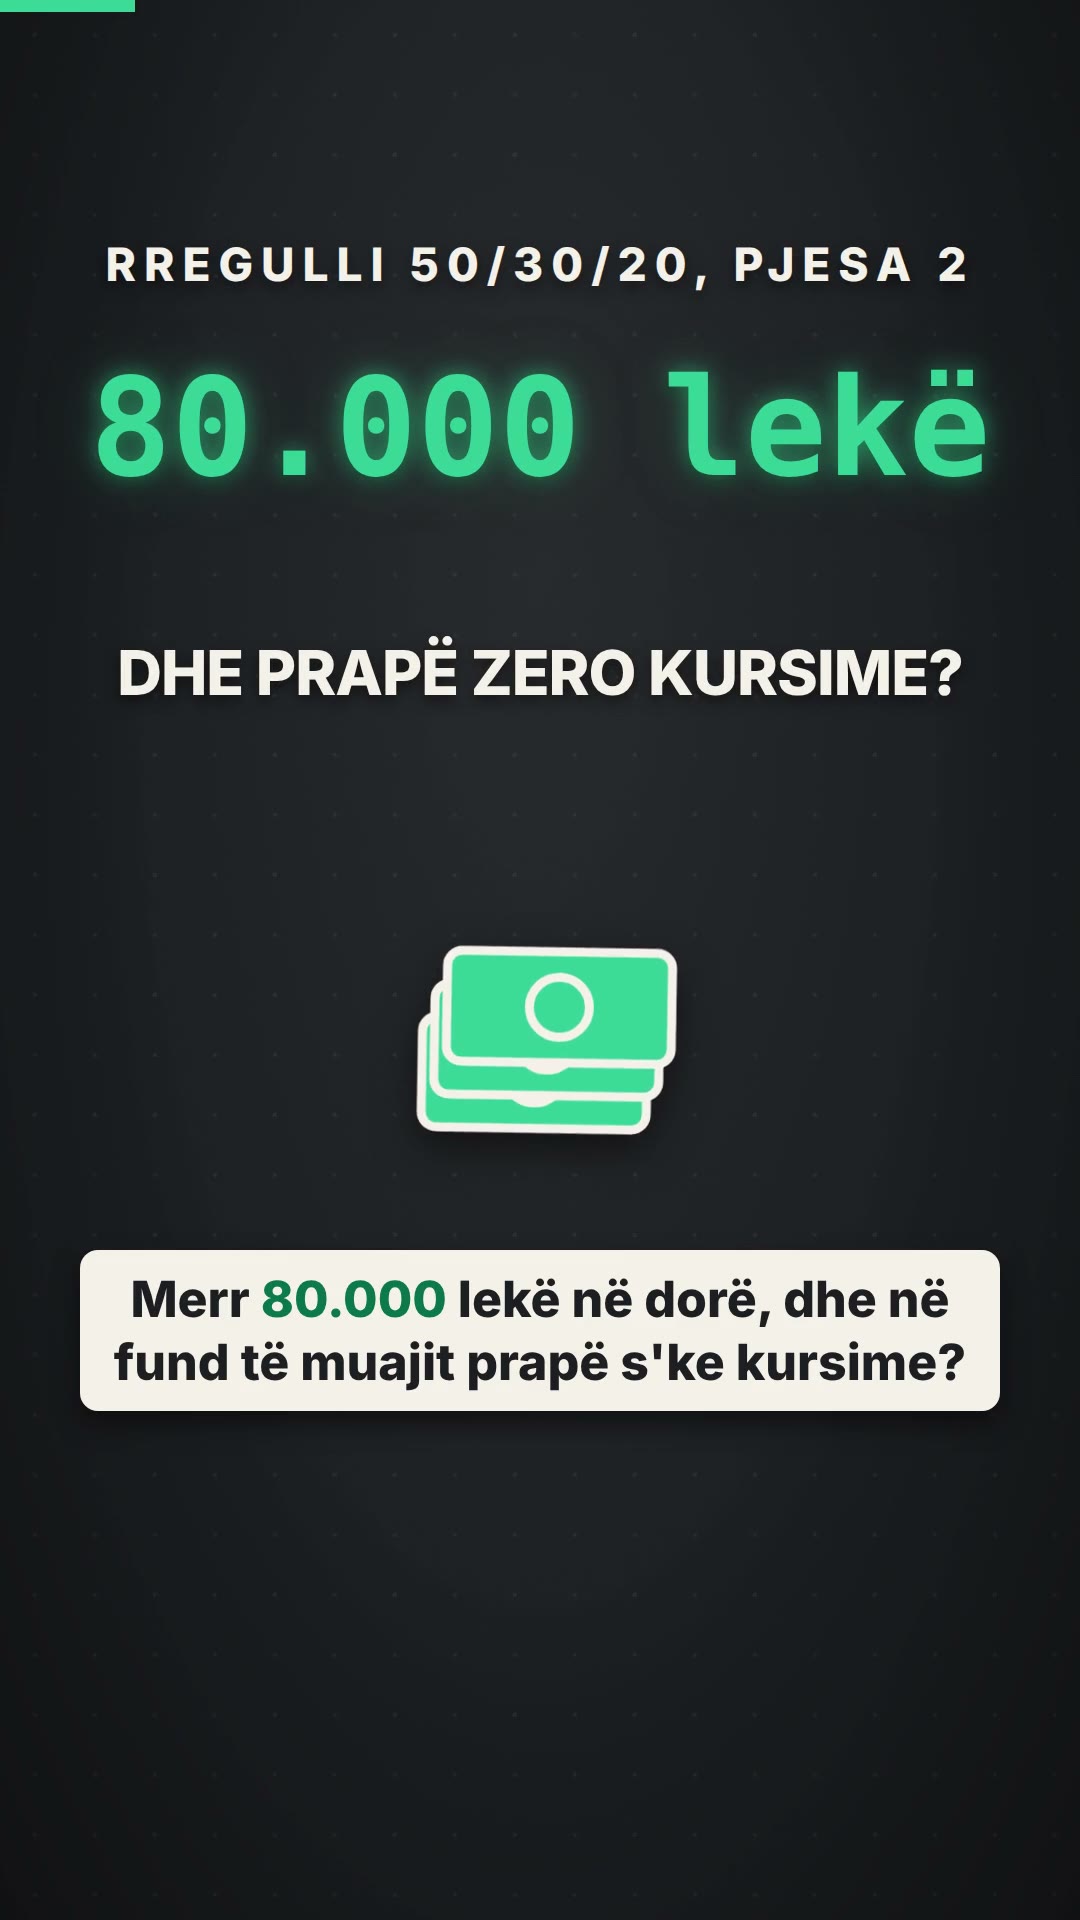 RREGULLI 50/30/20, PJESA 2
80.000 lekë
DHE PRAPË ZERO KURSIME?
Merr 80.000 lekë në dorë, dhe në
fund të muajit prapë s'ke kursime?